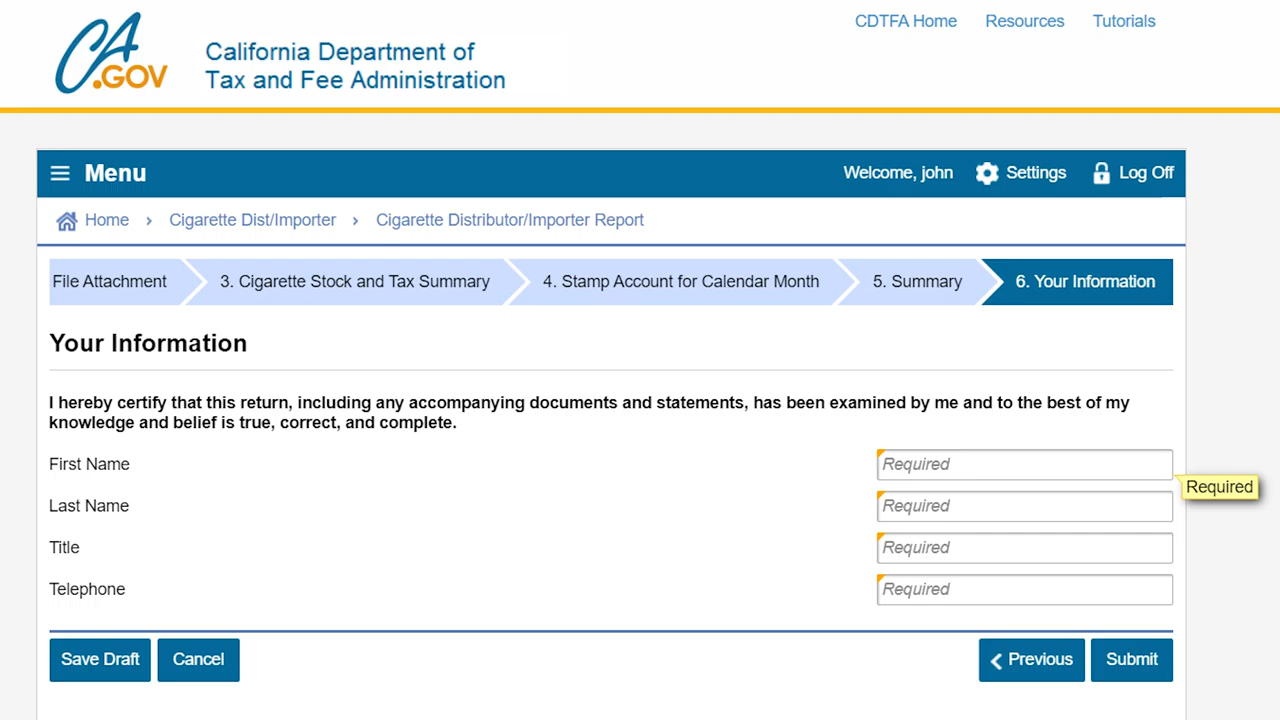 CA.GOV
California Department of
Tax and Fee Administration
CDTFA Home Resources Tutorials
Menu
Welcome, john Settings Log Off
Home › Cigarette Dist/Importer › Cigarette Distributor/Importer Report
File Attachment 3. Cigarette Stock and Tax Summary 4. Stamp Account for Calendar Month 5. Summary 6. Your Information
Your Information
I hereby certify that this return, including any accompanying documents and statements, has been examined by me and to the best of my
knowledge and belief is true, correct, and complete.
First Name Required
Required
Last Name Required
Title Required
Telephone Required
Save Draft Cancel Previous Submit